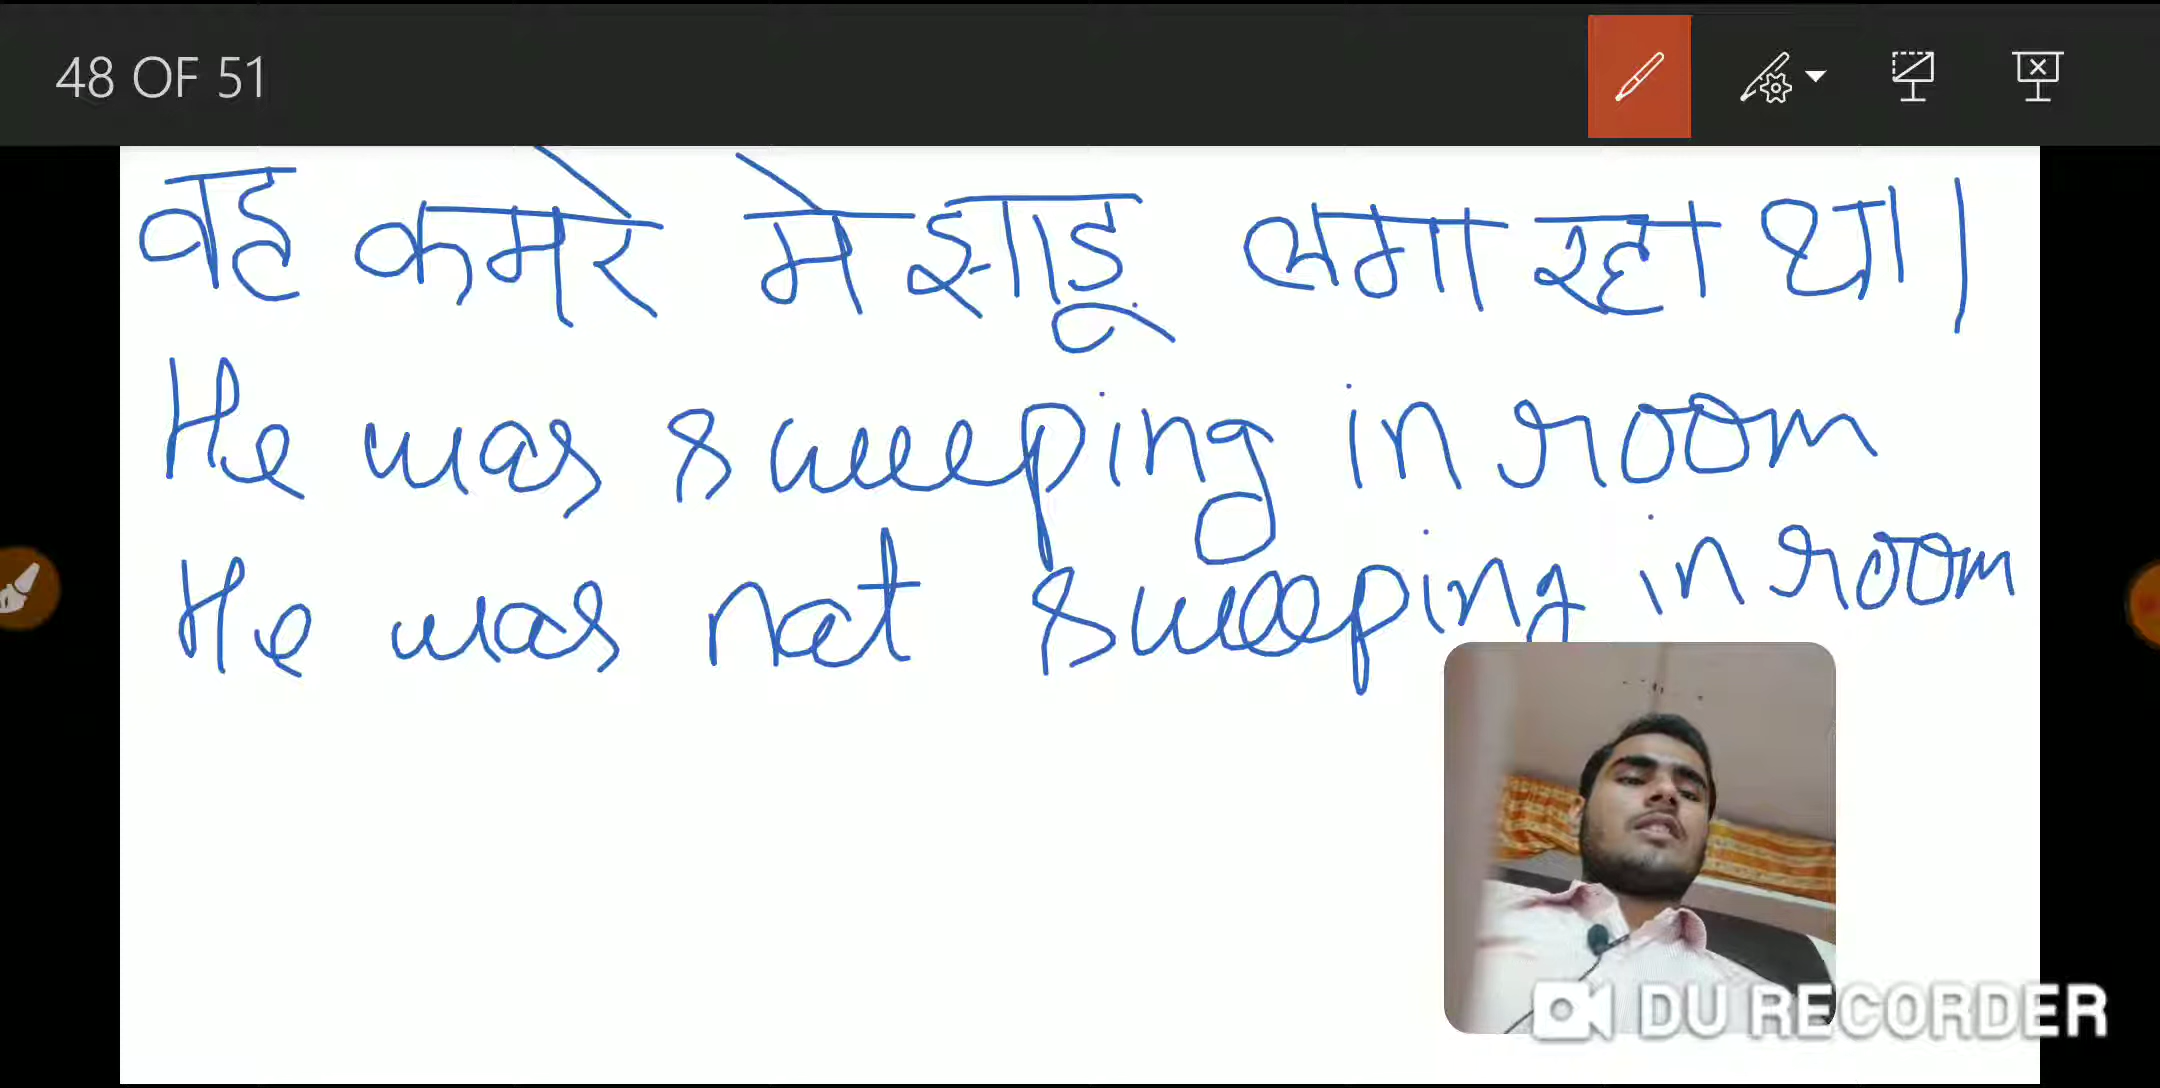 48 OF 51
वह कमरे मे झाडू लगा रहा था।
He was sweeping in room
He was not sweeping in room
DU RECORDER